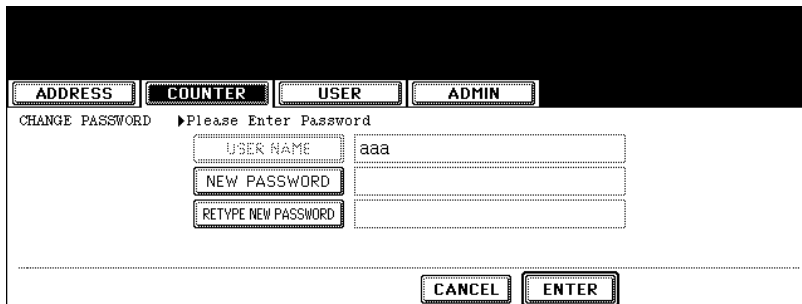 ADDRESS COUNTER USER ADMIN
CHANGE PASSWORD ▶Please Enter Password
USER NAME aaa
NEW PASSWORD
RETYPE NEW PASSWORD
CANCEL ENTER